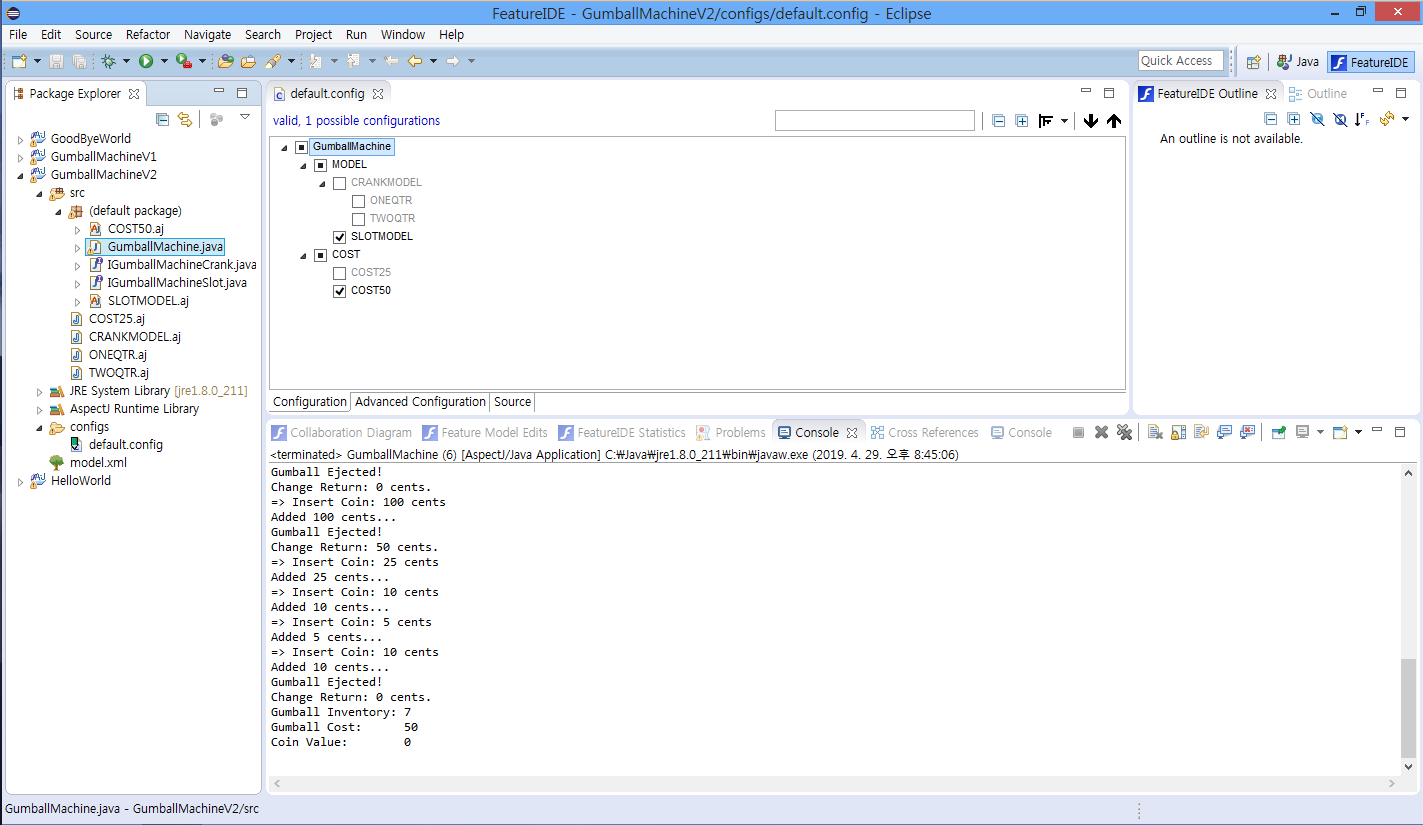 FeatureIDE - GumballMachineV2/configs/default.config - Eclipse
File Edit Source Refactor Navigate Search Project Run Window Help
Quick Access
Java
FeatureIDE
Package Explorer
GoodByeWorld
GumballMachineV1
GumballMachineV2
src
(default package)
COST50.aj
GumballMachine.java
IGumballMachineCrank.java
IGumballMachineSlot.java
SLOTMODEL.aj
COST25.aj
CRANKMODEL.aj
ONEQTR.aj
TWOQTR.aj
JRE System Library [jre1.8.0_211]
AspectJ Runtime Library
configs
default.config
model.xml
HelloWorld
default.config
valid, 1 possible configurations
GumballMachine
MODEL
CRANKMODEL
ONEQTR
TWOQTR
SLOTMODEL
COST
COST25
COST50
Configuration Advanced Configuration Source
FeatureIDE Outline Outline
An outline is not available.
Collaboration Diagram Feature Model Edits FeatureIDE Statistics Problems Console Cross References Console
<terminated> GumballMachine (6) [AspectJ/Java Application] C:₩Java₩jre1.8.0_211₩bin₩javaw.exe (2019. 4. 29. 오후 8:45:06)
Gumball Ejected!
Change Return: 0 cents.
=> Insert Coin: 100 cents
Added 100 cents...
Gumball Ejected!
Change Return: 50 cents.
=> Insert Coin: 25 cents
Added 25 cents...
=> Insert Coin: 10 cents
Added 10 cents...
=> Insert Coin: 5 cents
Added 5 cents...
=> Insert Coin: 10 cents
Added 10 cents...
Gumball Ejected!
Change Return: 0 cents.
Gumball Inventory: 7
Gumball Cost: 50
Coin Value: 0
GumballMachine.java - GumballMachineV2/src